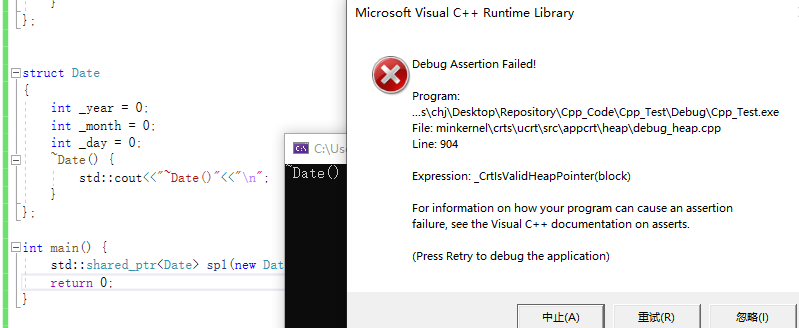 }
};
struct Date
{
int _year = 0;
int _month = 0;
int _day = 0;
~Date() {
std::cout<<"~Date()"<<"\n";
}
};
int main() {
std::shared_ptr<Date> sp1(new Dat
return 0;
}
C:\Use
~Date()
Microsoft Visual C++ Runtime Library
Debug Assertion Failed!
Program:
...s\chj\Desktop\Repository\Cpp_Code\Cpp_Test\Debug\Cpp_Test.exe
File: minkernel\crts\ucrt\src\appcrt\heap\debug_heap.cpp
Line: 904
Expression: _CrtIsValidHeapPointer(block)
For information on how your program can cause an assertion
failure, see the Visual C++ documentation on asserts.
(Press Retry to debug the application)
中止(A)
重试(R)
忽略(I)